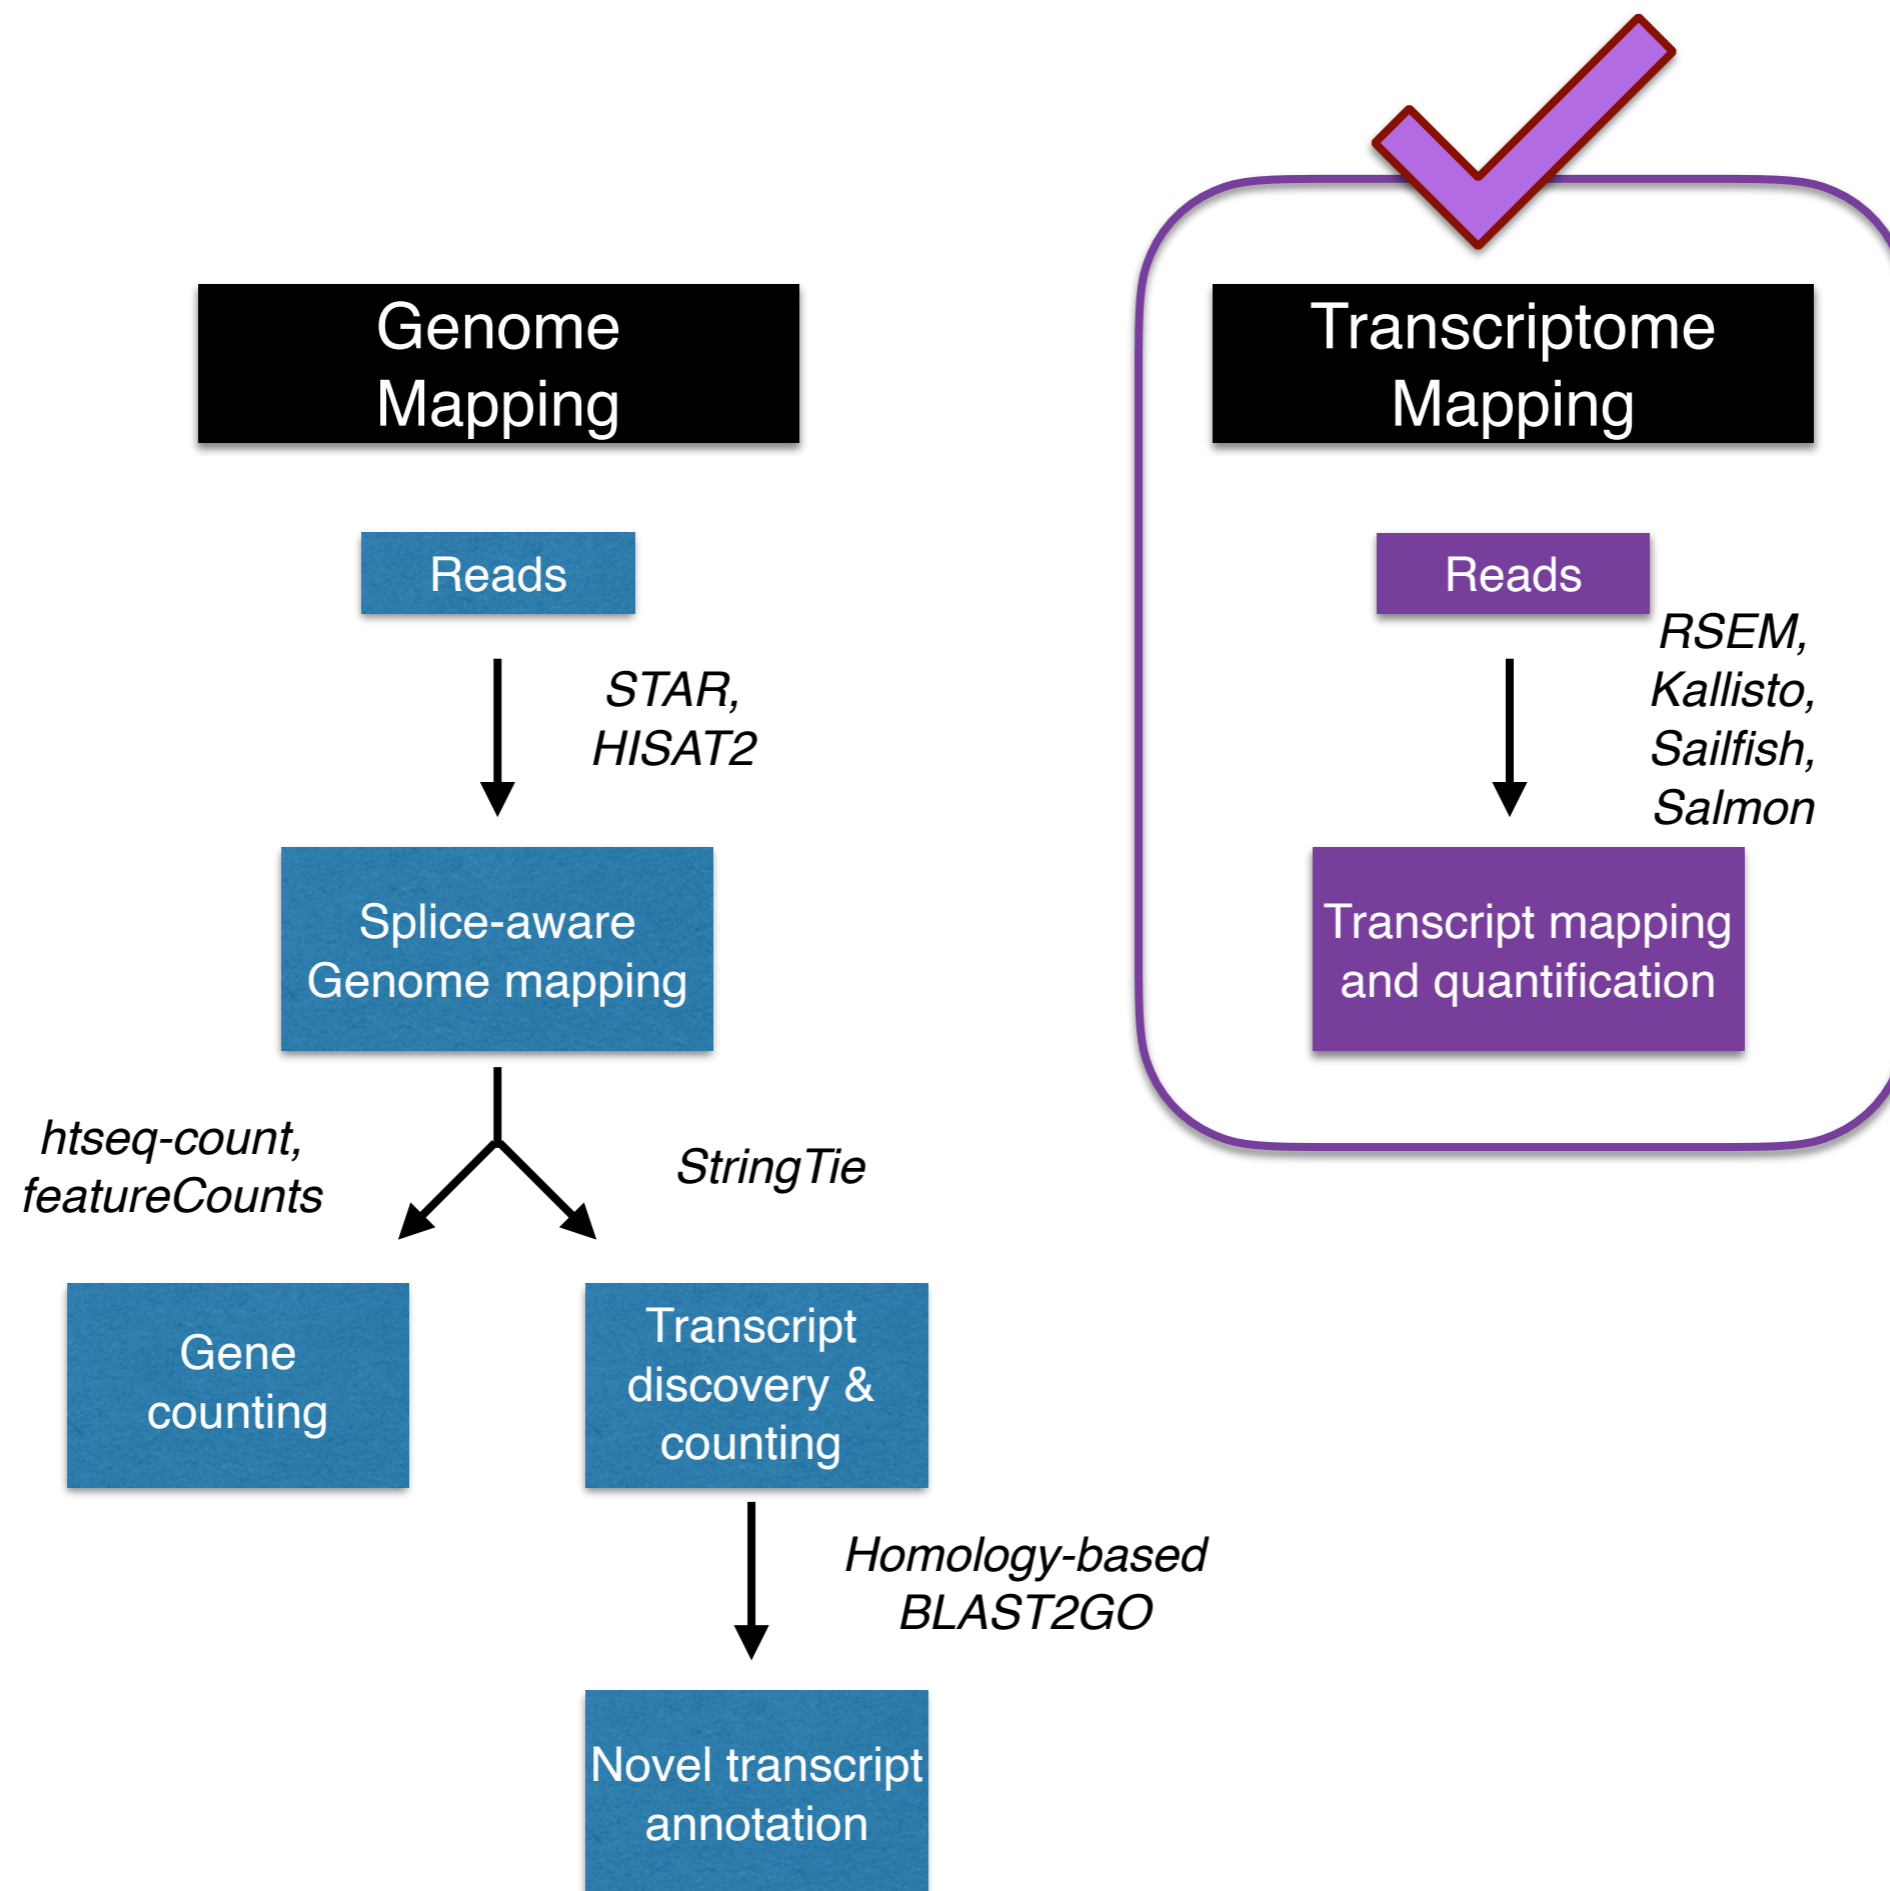 Genome
Mapping
Reads
STAR,
HISAT2
Splice-aware
Genome mapping
htseq-count,
featureCounts
StringTie
Gene
counting
Transcript
discovery &
counting
Homology-based
BLAST2GO
Novel transcript
annotation
Transcriptome
Mapping
Reads
RSEM,
Kallisto,
Sailfish,
Salmon
Transcript mapping
and quantification